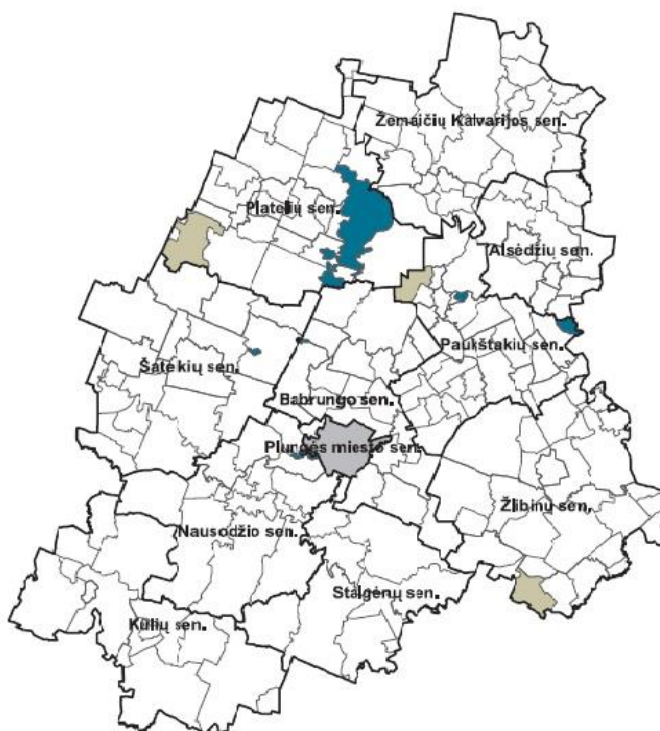 Žemaičių Kalvarijos sen.
Platelių sen.
Alsėdžių sen.
Paukštakių sen.
Šateikių sen.
Babrungo sen.
Plungės miesto sen.
Žlibinų sen.
Nausodžio sen.
Stalgėnų sen.
Kulių sen.